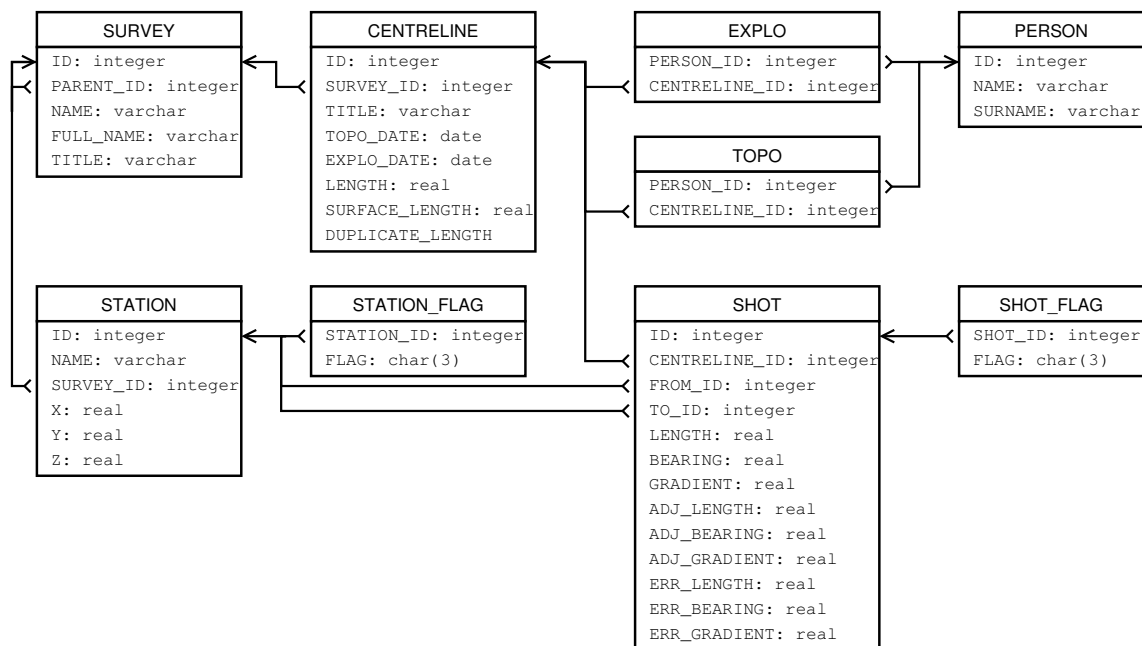 SURVEY
ID: integer
PARENT_ID: integer
NAME: varchar
FULL_NAME: varchar
TITLE: varchar
CENTRELINE
ID: integer
SURVEY_ID: integer
TITLE: varchar
TOPO_DATE: date
EXPLO_DATE: date
LENGTH: real
SURFACE_LENGTH: real
DUPLICATE_LENGTH
EXPLO
PERSON_ID: integer
CENTRELINE_ID: integer
PERSON
ID: integer
NAME: varchar
SURNAME: varchar
TOPO
PERSON_ID: integer
CENTRELINE_ID: integer
STATION
ID: integer
NAME: varchar
SURVEY_ID: integer
X: real
Y: real
Z: real
STATION_FLAG
STATION_ID: integer
FLAG: char(3)
SHOT
ID: integer
CENTRELINE_ID: integer
FROM_ID: integer
TO_ID: integer
LENGTH: real
BEARING: real
GRADIENT: real
ADJ_LENGTH: real
ADJ_BEARING: real
ADJ_GRADIENT: real
ERR_LENGTH: real
ERR_BEARING: real
ERR_GRADIENT: real
SHOT_FLAG
SHOT_ID: integer
FLAG: char(3)